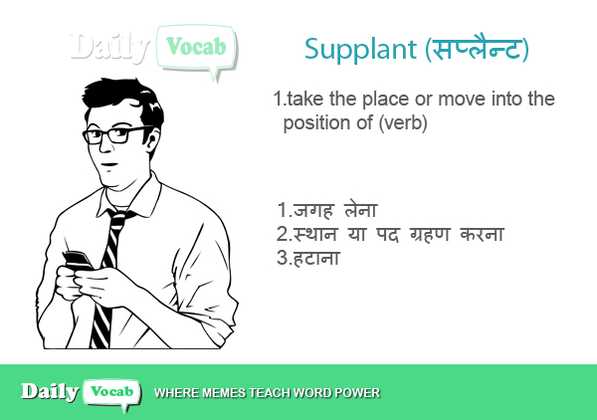 Daily Vocab
Supplant (सप्लैन्ट)
1.take the place or move into the
position of (verb)
1.जगह लेना
2.स्थान या पद ग्रहण करना
3.हटाना
Daily Vocab WHERE MEMES TEACH WORD POWER